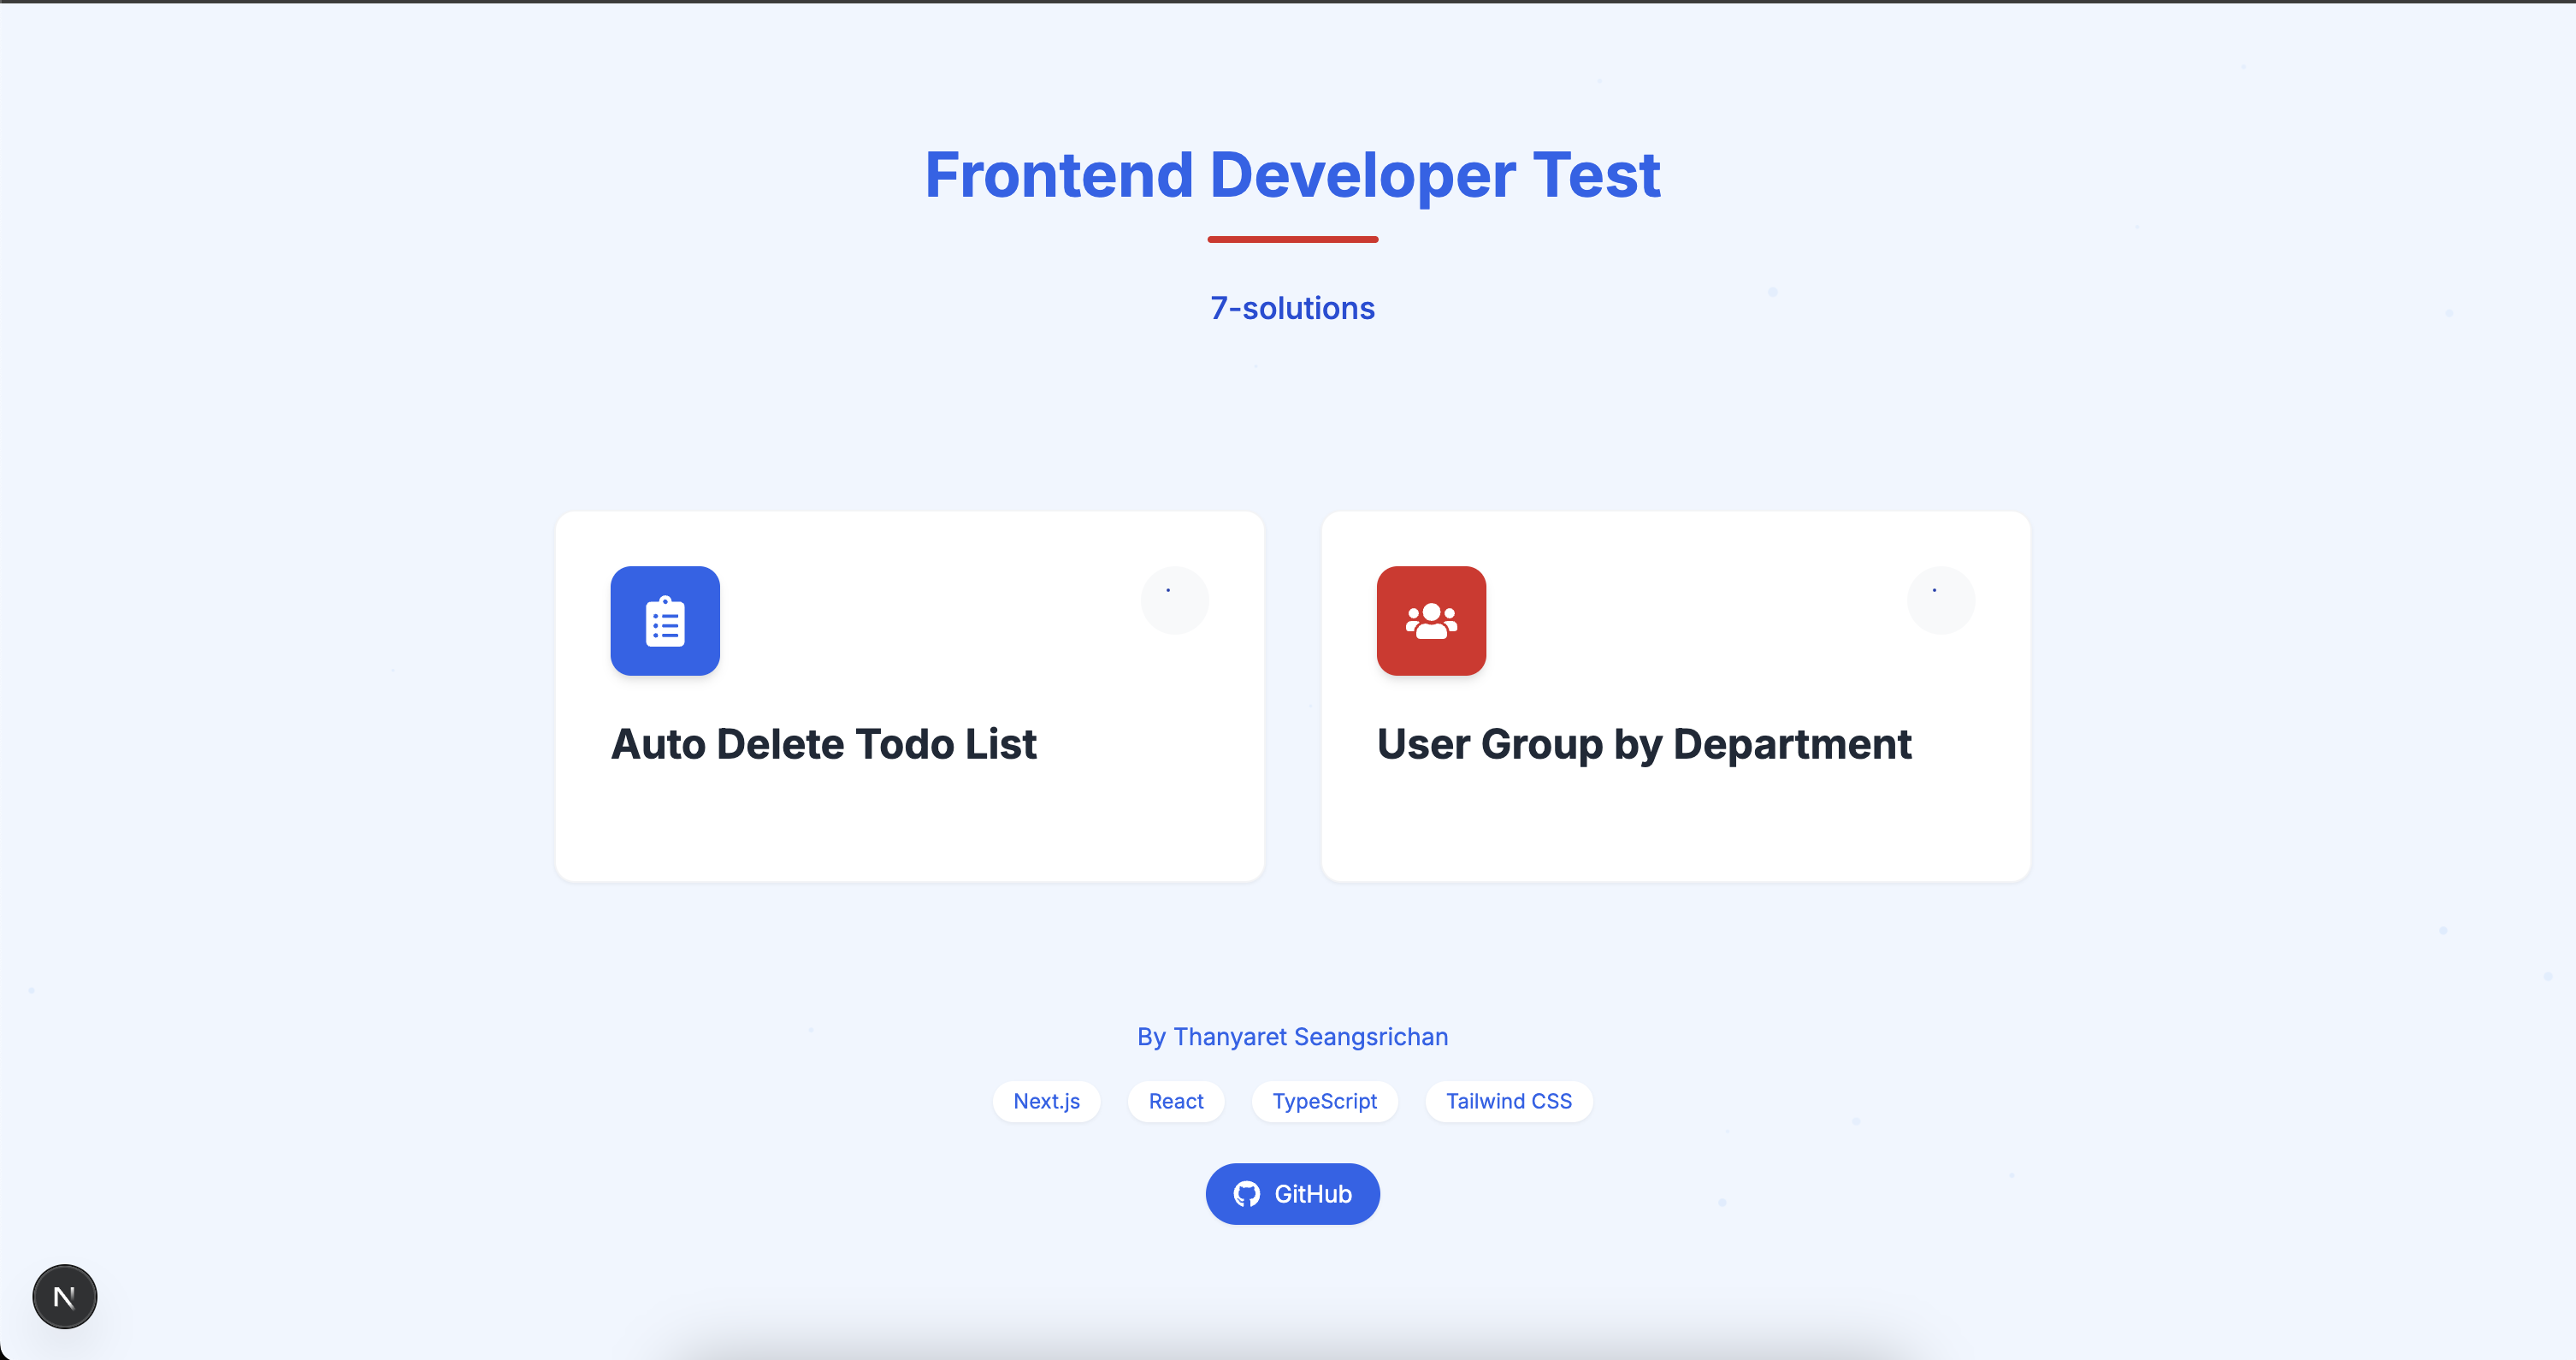 Frontend Developer Test
7-solutions
Auto Delete Todo List
User Group by Department
By Thanyaret Seangsrichan
Next.js
React
TypeScript
Tailwind CSS
GitHub
N